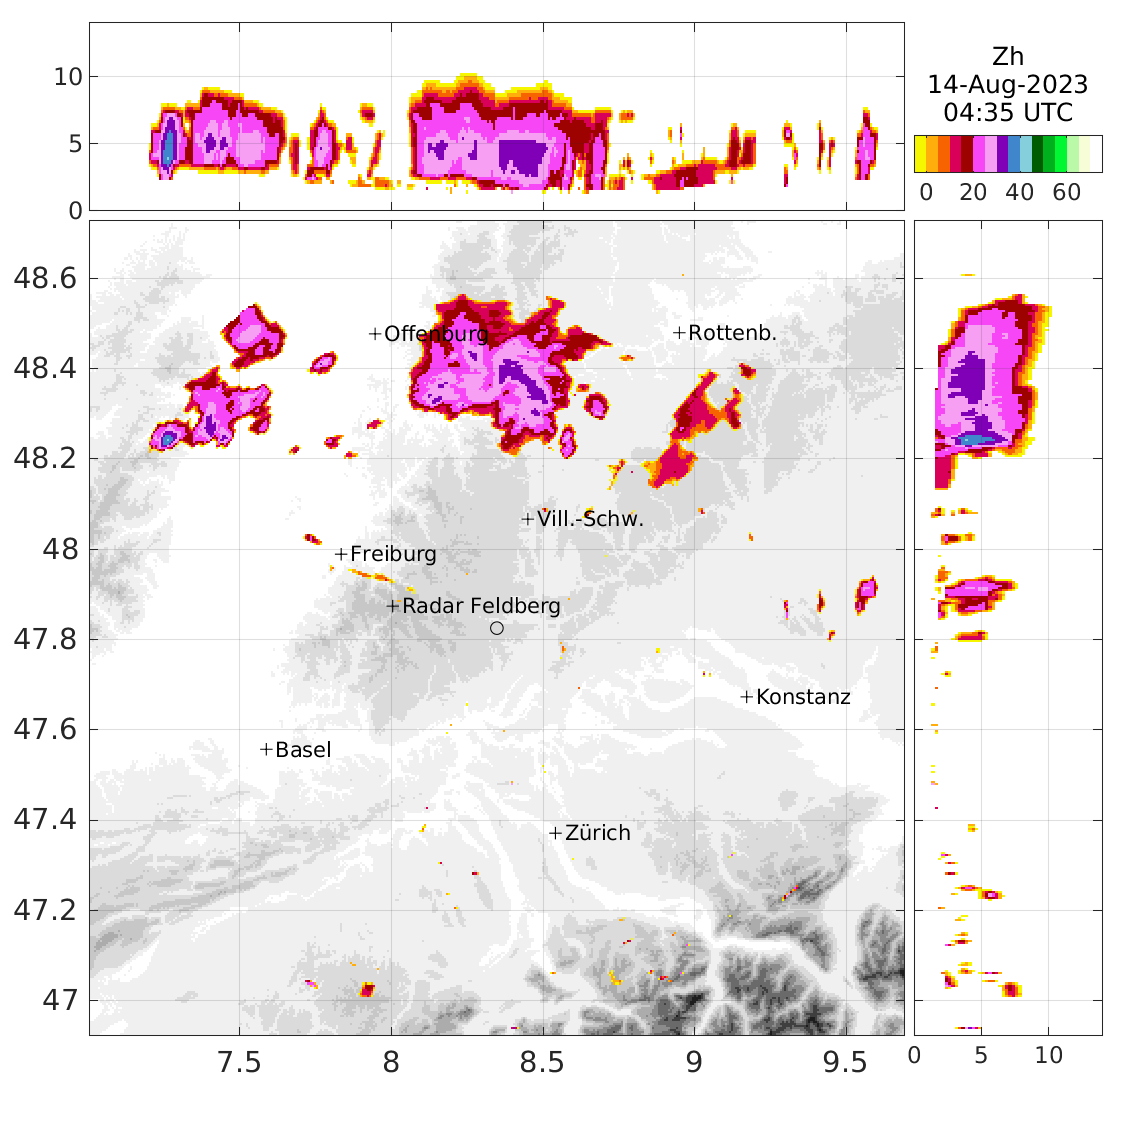 10
5
0
Zh
14-Aug-2023
04:35 UTC
0 20 40 60
48.6
48.4
48.2
48
47.8
47.6
47.4
47.2
47
+Offenburg
+Rottenb.
+Vill.-Schw.
+Freiburg
+Radar Feldberg
+Konstanz
+Basel
+Zürich
7.5 8 8.5 9 9.5
0 5 10